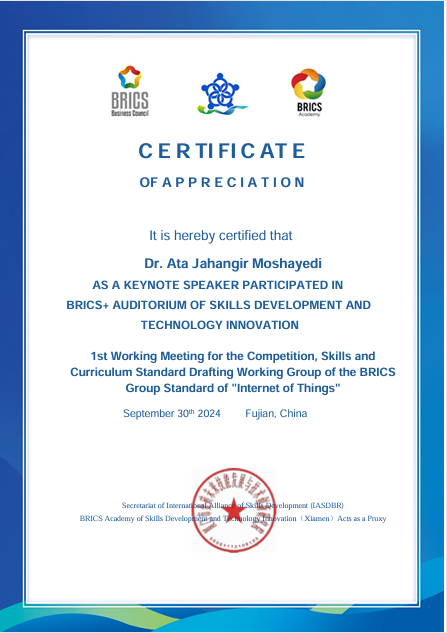 BRICS
Business Council
BRICS
Academy
CERTIFICATE
OF APPRECIATION
It is hereby certified that
Dr. Ata Jahangir Moshayedi
AS A KEYNOTE SPEAKER PARTICIPATED IN
BRICS+ AUDITORIUM OF SKILLS DEVELOPMENT AND
TECHNOLOGY INNOVATION
1st Working Meeting for the Competition, Skills and
Curriculum Standard Drafting Working Group of the BRICS
Group Standard of "Internet of Things"
September 30th 2024 Fujian, China
Secretariat of International Alliance of Skills Development (IASDBR)
BRICS Academy of Skills Development and Technology Innovation（Xiamen）Acts as a Proxy